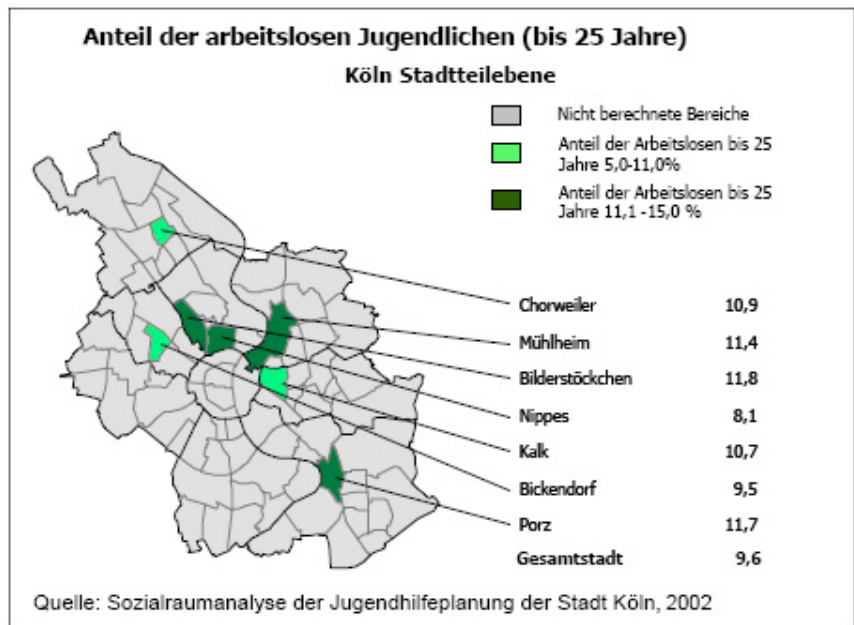 Anteil der arbeitslosen Jugendlichen (bis 25 Jahre)
Köln Stadtteilebene
Nicht berechnete Bereiche
Anteil der Arbeitslosen bis 25
Jahre 5,0-11,0%
Anteil der Arbeitslosen bis 25
Jahre 11,1 -15,0 %
Chorweiler 10,9
Mühlheim 11,4
Bilderstöckchen 11,8
Nippes 8,1
Kalk 10,7
Bickendorf 9,5
Porz 11,7
Gesamtstadt 9,6
Quelle: Sozialraumanalyse der Jugendhilfeplanung der Stadt Köln, 2002